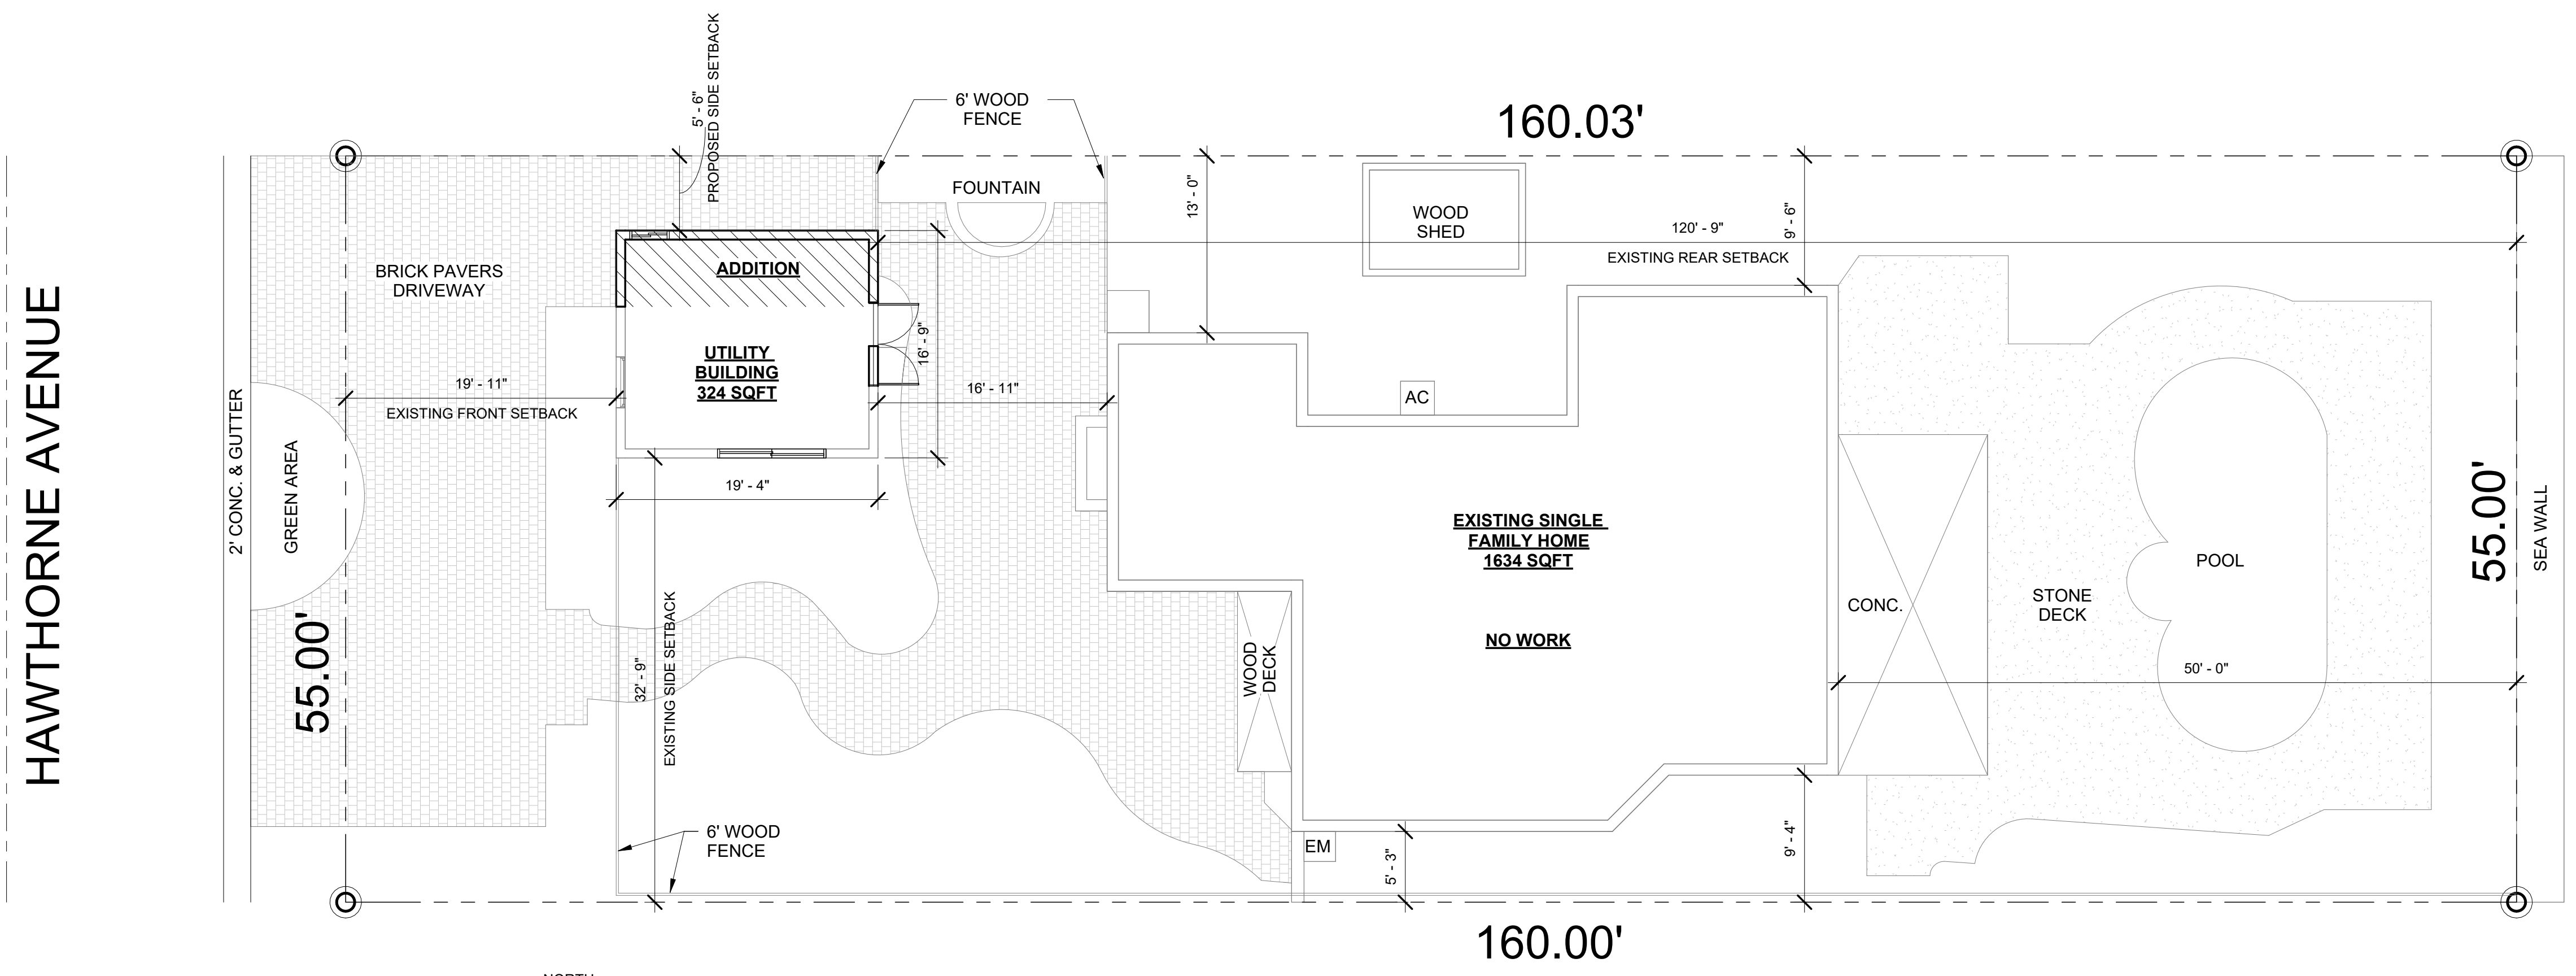 HAWTHORNE AVENUE
2' CONC. & GUTTER
GREEN AREA
BRICK PAVERS
DRIVEWAY
55.00'
19' - 11"
EXISTING FRONT SETBACK
5' - 6"
PROPOSED SIDE SETBACK
ADDITION
UTILITY
BUILDING
324 SQFT
19' - 4"
16' - 9"
32' - 9"
EXISTING SIDE SETBACK
6' WOOD
FENCE
6' WOOD
FENCE
FOUNTAIN
16' - 11"
13' - 0"
160.03'
WOOD
SHED
120' - 9"
EXISTING REAR SETBACK
9' - 6"
AC
EXISTING SINGLE
FAMILY HOME
1634 SQFT
NO WORK
WOOD
DECK
EM
5' - 3"
9' - 4"
160.00'
CONC.
STONE
DECK
POOL
50' - 0"
55.00'
SEA WALL
NORTH